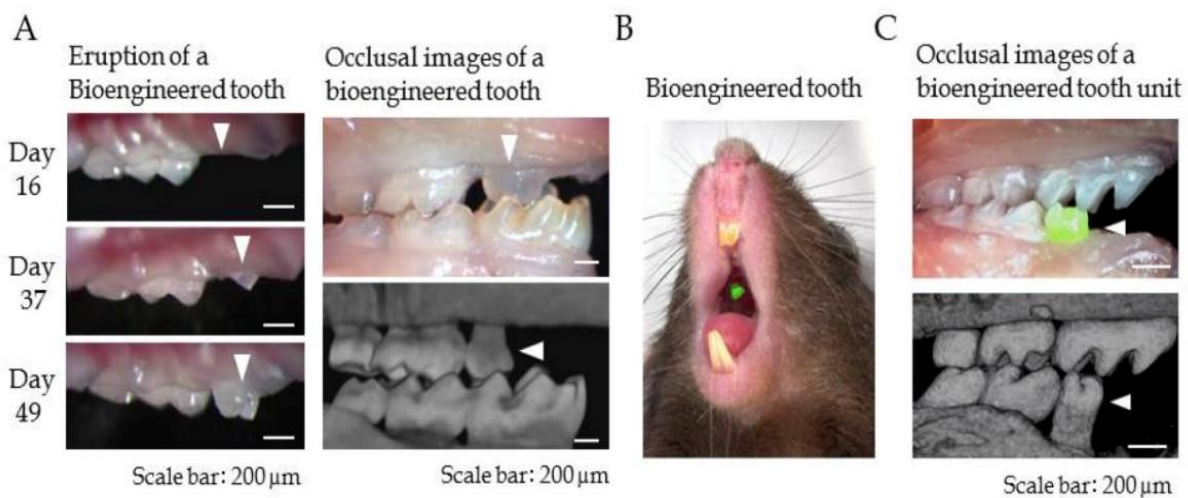 A
Eruption of a
Bioengineered tooth
Day
16
Day
37
Day
49
Scale bar: 200 µm
Occlusal images of a
bioengineered tooth
Scale bar: 200 µm
B
Bioengineered tooth
C
Occlusal images of a
bioengineered tooth unit
Scale bar: 200 µm